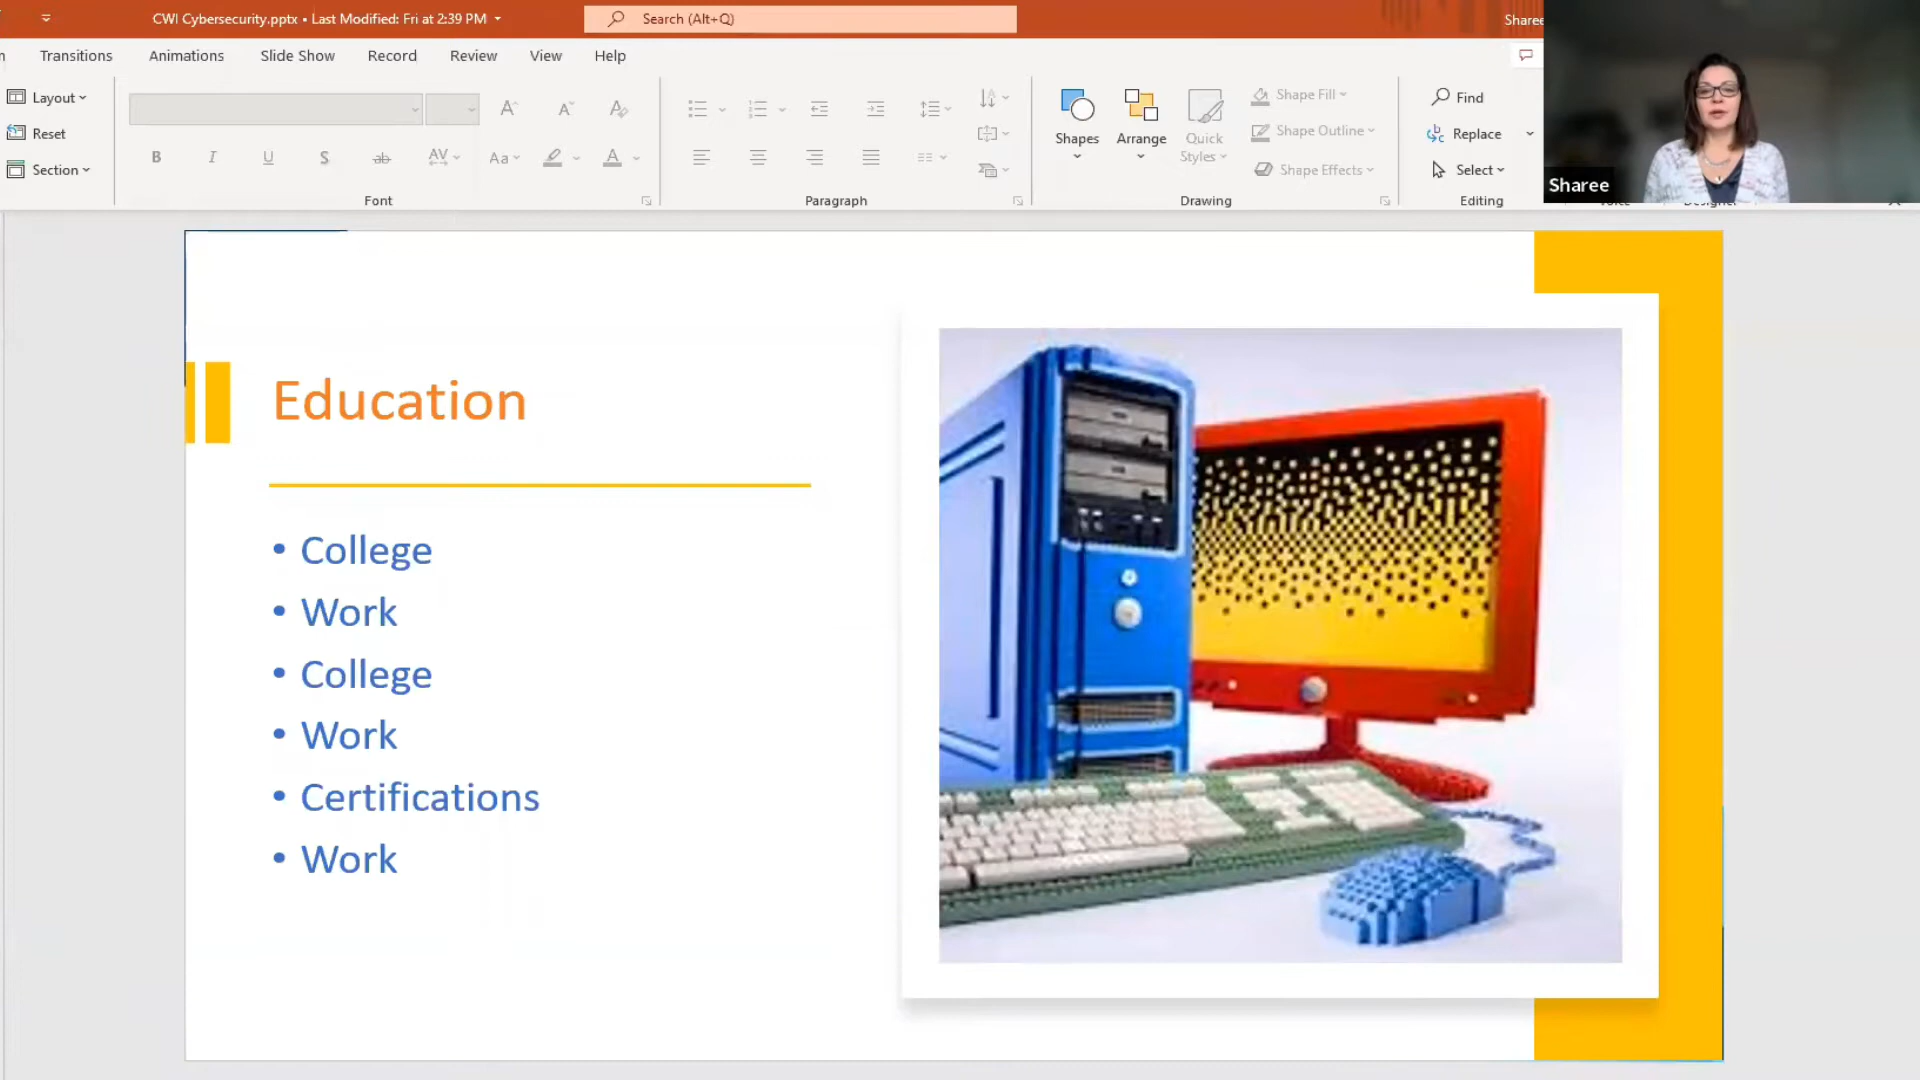 CWI Cybersecurity.pptx • Last Modified: Fri at 2:39 PM
Search (Alt+Q)
Sharee
Transitions
Animations
Slide Show
Record
Review
View
Help
Layout
Reset
Section
Font
Paragraph
Shapes
Arrange
Quick
Styles
Shape Fill
Shape Outline
Shape Effects
Drawing
Find
Replace
Select
Editing
Sharee
Education
• College
• Work
• College
• Work
• Certifications
• Work